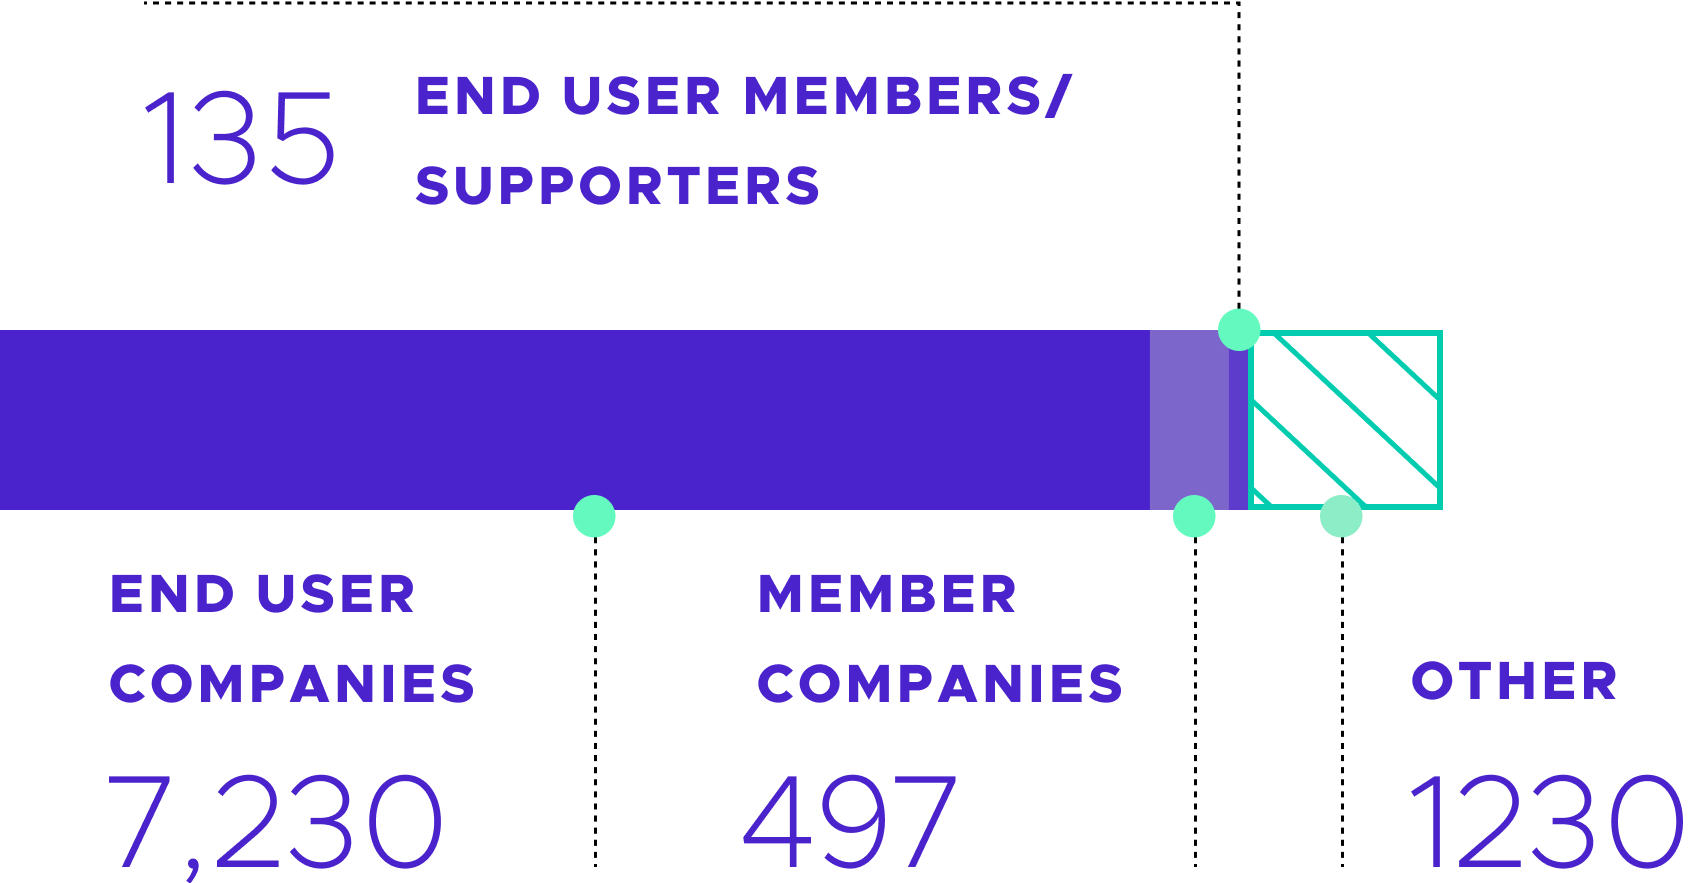 135
END USER MEMBERS/
SUPPORTERS
END USER
COMPANIES
7,230
MEMBER
COMPANIES
497
OTHER
1230